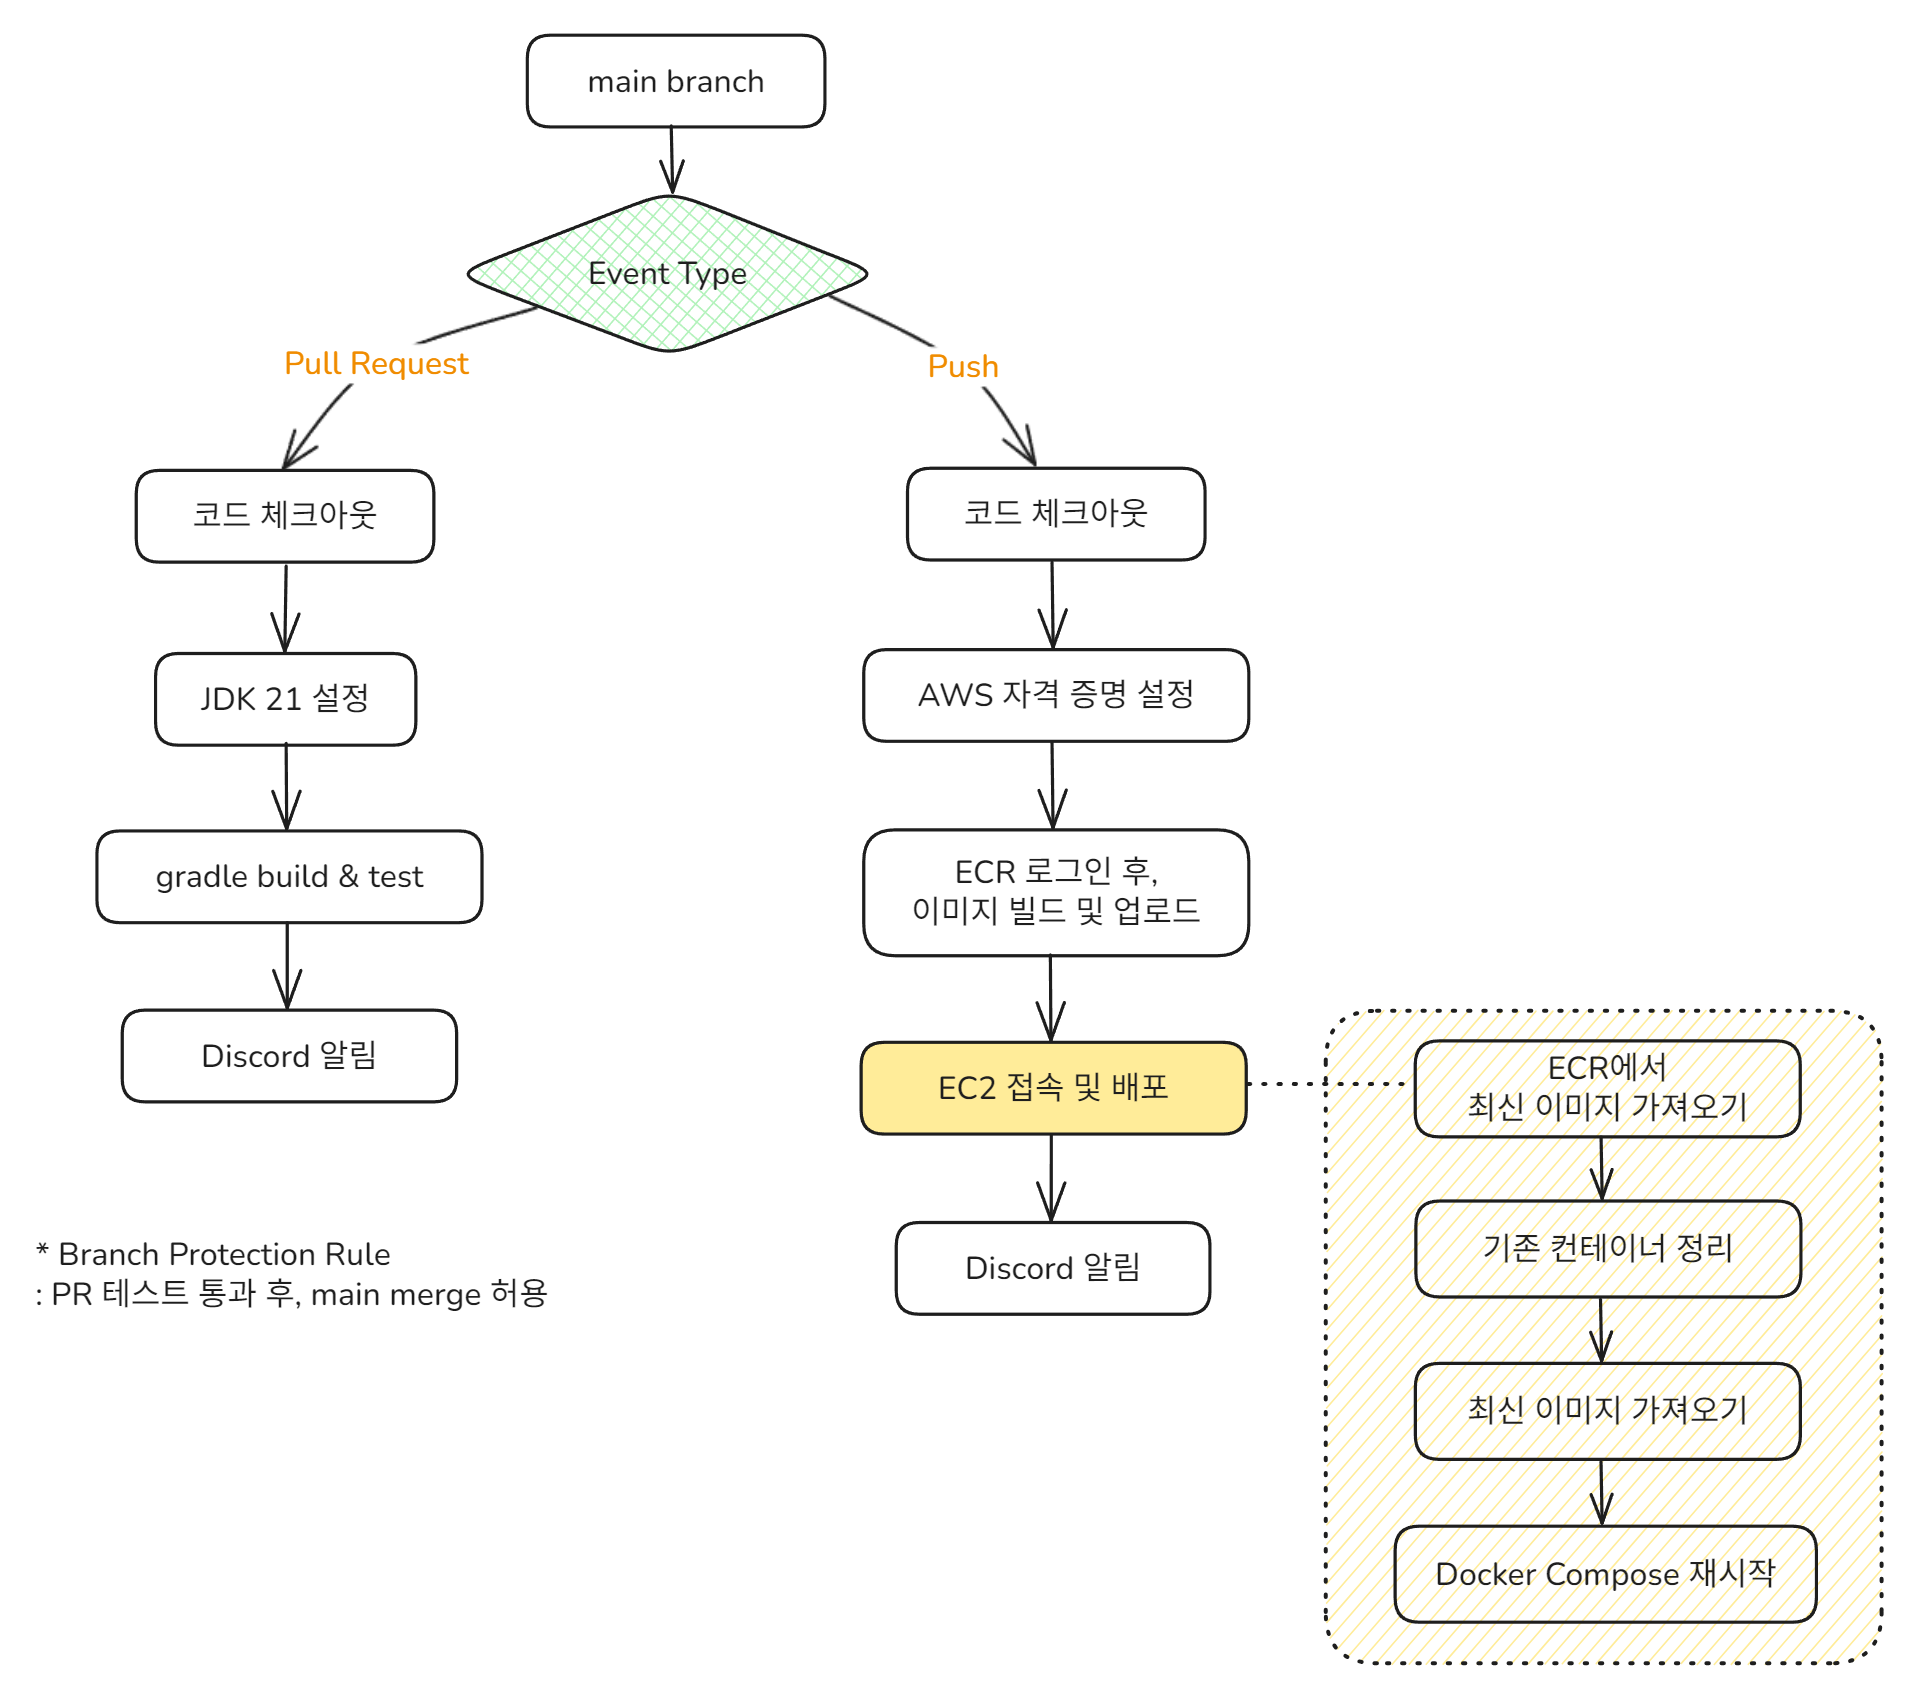 main branch
Event Type
Pull Request
Push
코드 체크아웃
JDK 21 설정
gradle build & test
Discord 알림
* Branch Protection Rule
: PR 테스트 통과 후, main merge 허용
코드 체크아웃
AWS 자격 증명 설정
ECR 로그인 후,
이미지 빌드 및 업로드
EC2 접속 및 배포
Discord 알림
ECR에서
최신 이미지 가져오기
기존 컨테이너 정리
최신 이미지 가져오기
Docker Compose 재시작